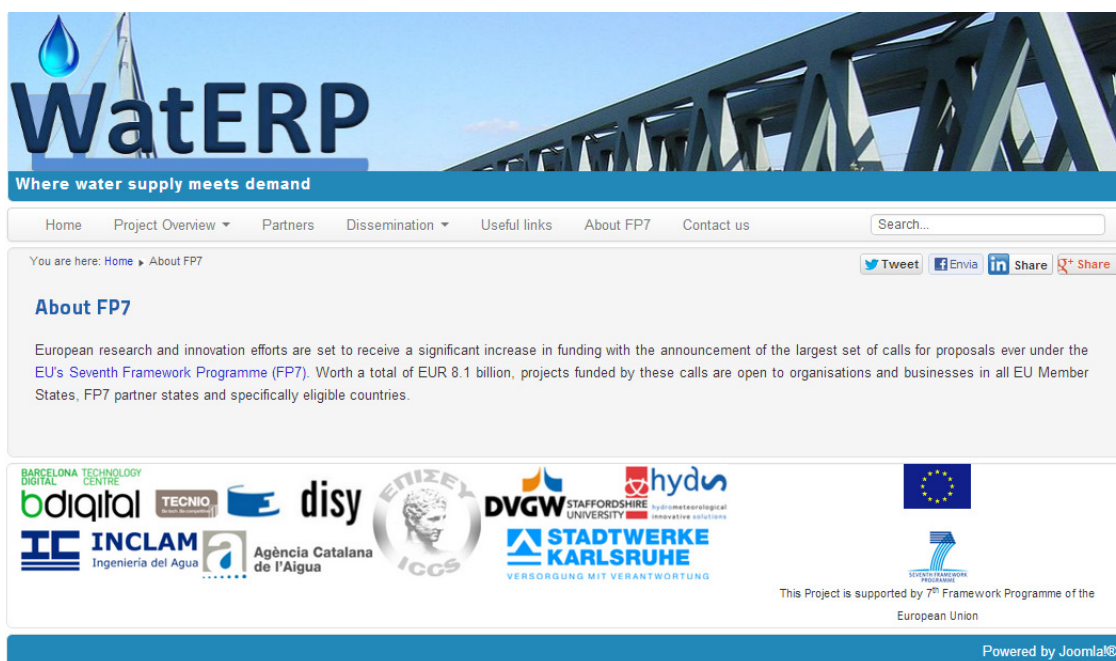 WatERP
Where water supply meets demand
Home Project Overview Partners Dissemination Useful links About FP7 Contact us Search...
You are here: Home About FP7
Tweet Envia in Share g+ Share
About FP7
European research and innovation efforts are set to receive a significant increase in funding with the announcement of the largest set of calls for proposals ever under the
EU's Seventh Framework Programme (FP7). Worth a total of EUR 8.1 billion, projects funded by these calls are open to organisations and businesses in all EU Member
States, FP7 partner states and specifically eligible countries.
BARCELONA TECHNOLOGY
DIGITAL CENTRE
bdigital
TECNIO
disy
ΕΠΙΣΕΥ
ICCS
DVGW
STAFFORDSHIRE
UNIVERSITY
hyds
hydrometeorological
innovative solutions
INCLAM
Ingeniería del Agua
Agència Catalana
de l'Aigua
STADTWERKE
KARLSRUHE
VERSORGUNG MIT VERANTWORTUNG
SEVENTH FRAMEWORK
PROGRAMME
This Project is supported by 7th Framework Programme of the
European Union
Powered by Joomla!®